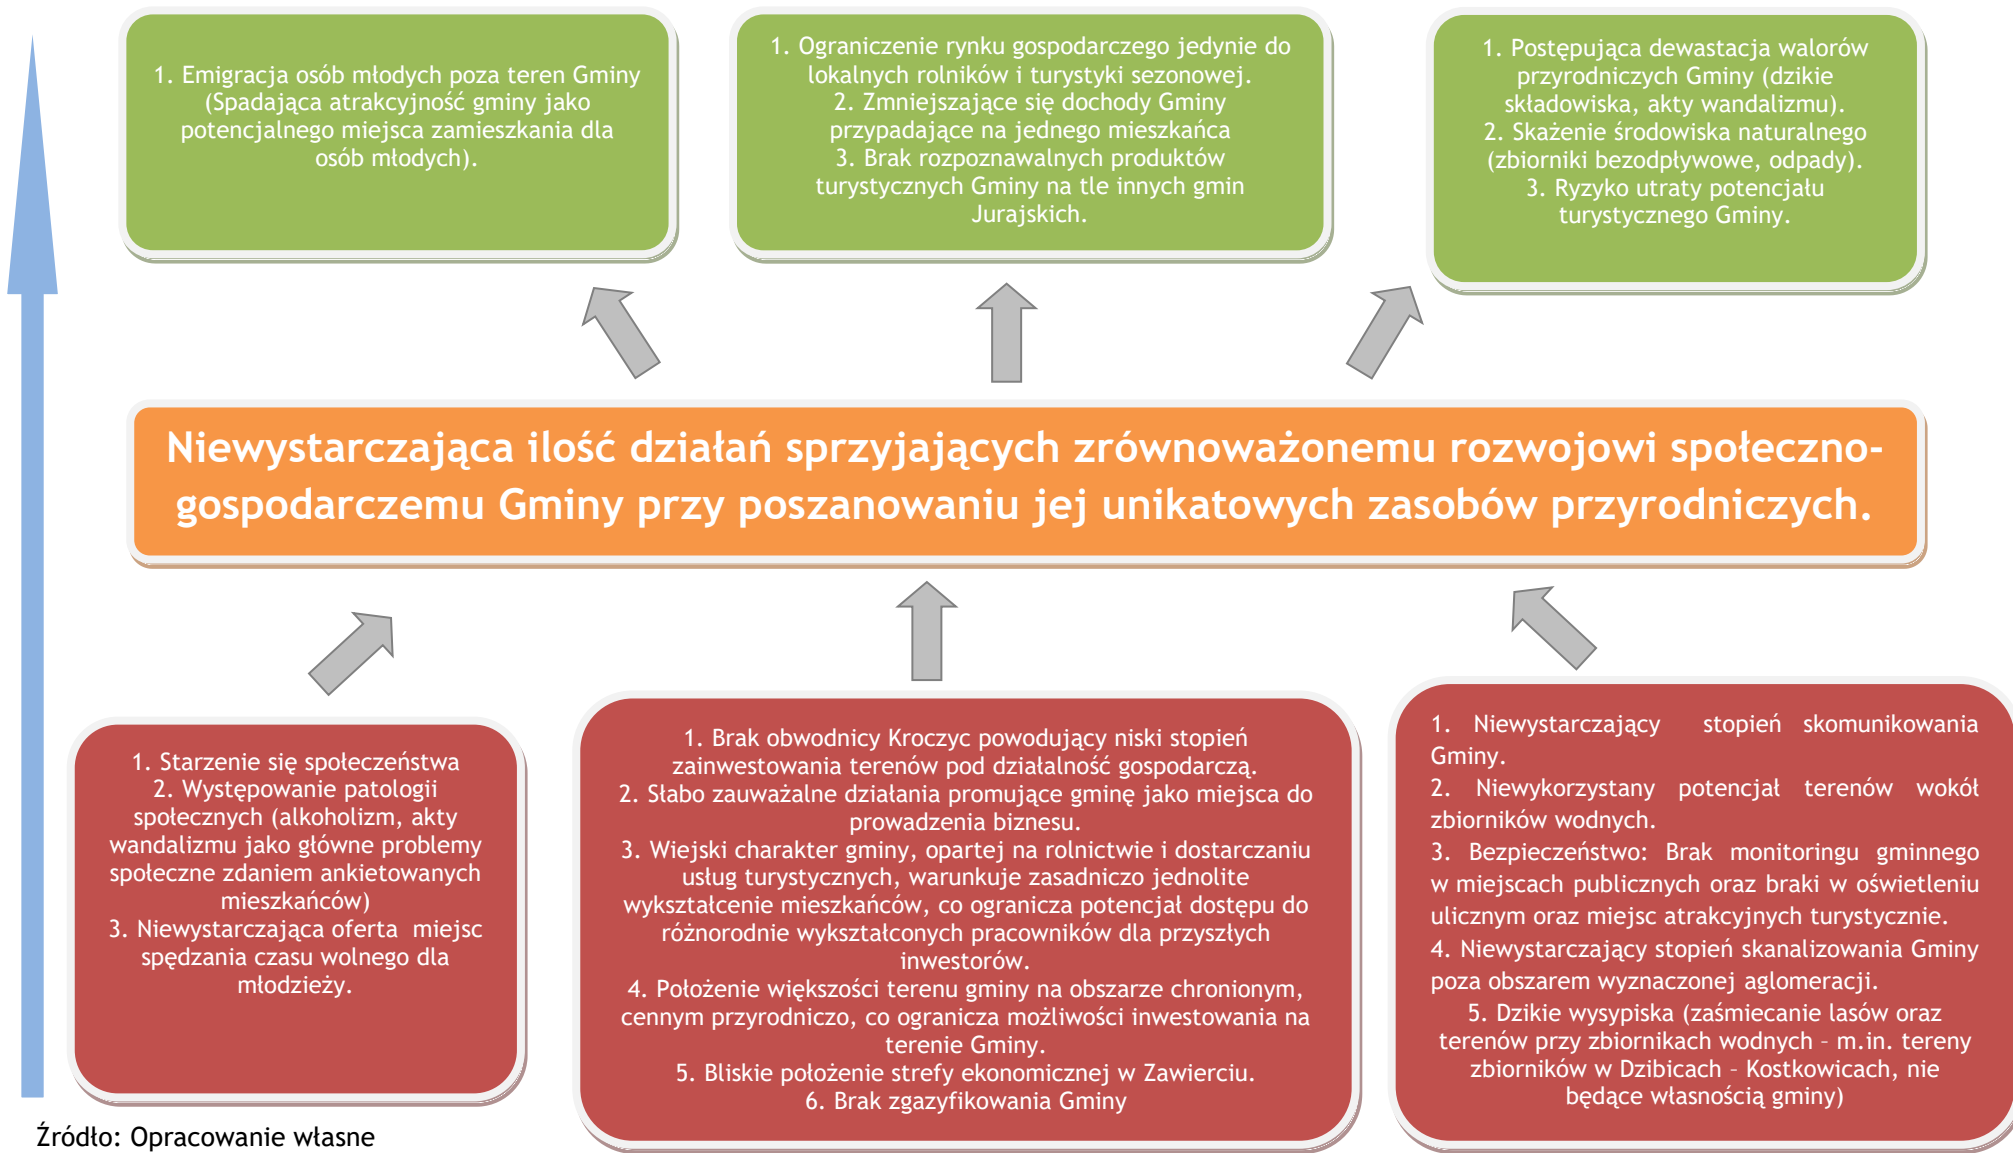 1. Emigracja osób młodych poza teren Gminy
(Spadająca atrakcyjność gminy jako
potencjalnego miejsca zamieszkania dla
osób młodych).
1. Ograniczenie rynku gospodarczego jedynie do
lokalnych rolników i turystyki sezonowej.
2. Zmniejszające się dochody Gminy
przypadające na jednego mieszkańca
3. Brak rozpoznawalnych produktów
turystycznych Gminy na tle innych gmin
Jurajskich.
1. Postępująca dewastacja walorów
przyrodniczych Gminy (dzikie
składowiska, akty wandalizmu).
2. Skażenie środowiska naturalnego
(zbiorniki bezodpływowe, odpady).
3. Ryzyko utraty potencjału
turystycznego Gminy.
Niewystarczająca ilość działań sprzyjających zrównoważonemu rozwojowi społeczno-
gospodarczemu Gminy przy poszanowaniu jej unikatowych zasobów przyrodniczych.
1. Starzenie się społeczeństwa
2. Występowanie patologii
społecznych (alkoholizm, akty
wandalizmu jako główne problemy
społeczne zdaniem ankietowanych
mieszkańców)
3. Niewystarczająca oferta miejsc
spędzania czasu wolnego dla
młodzieży.
1. Brak obwodnicy Kroczyc powodujący niski stopień
zainwestowania terenów pod działalność gospodarczą.
2. Słabo zauważalne działania promujące gminę jako miejsca do
prowadzenia biznesu.
3. Wiejski charakter gminy, opartej na rolnictwie i dostarczaniu
usług turystycznych, warunkuje zasadniczo jednolite
wykształcenie mieszkańców, co ogranicza potencjał dostępu do
różnorodnie wykształconych pracowników dla przyszłych
inwestorów.
4. Położenie większości terenu gminy na obszarze chronionym,
cennym przyrodniczo, co ogranicza możliwości inwestowania na
terenie Gminy.
5. Bliskie położenie strefy ekonomicznej w Zawierciu.
6. Brak zgazyfikowania Gminy
1. Niewystarczający stopień skomunikowania
Gminy.
2. Niewykorzystany potencjał terenów wokół
zbiorników wodnych.
3. Bezpieczeństwo: Brak monitoringu gminnego
w miejscach publicznych oraz braki w oświetleniu
ulicznym oraz miejsc atrakcyjnych turystycznie.
4. Niewystarczający stopień skanalizowania Gminy
poza obszarem wyznaczonej aglomeracji.
5. Dzikie wysypiska (zaśmiecanie lasów oraz
terenów przy zbiornikach wodnych – m.in. tereny
zbiorników w Dzibicach – Kostkowicach, nie
będące własnością gminy)
Źródło: Opracowanie własne